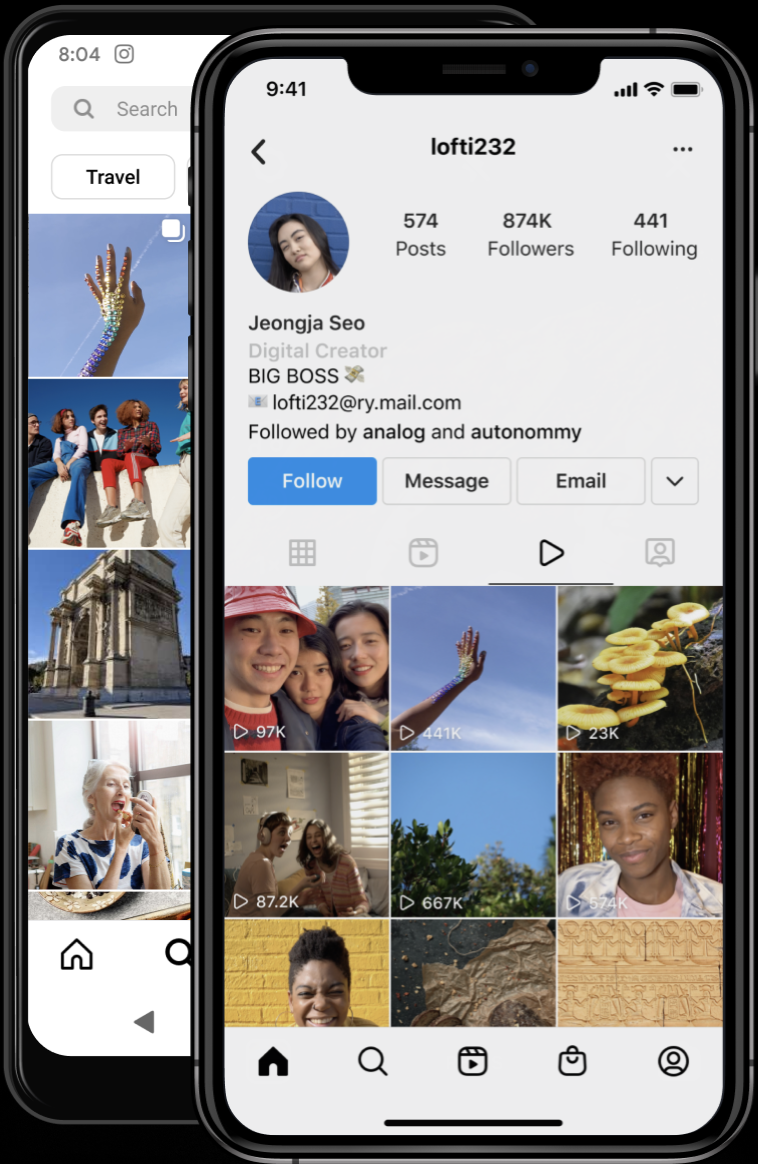 8:04
Search
Travel
9:41
lofti232
574 874K 441
Posts Followers Following
Jeongja Seo
Digital Creator
BIG BOSS 💸
📧 lofti232@ry.mail.com
Followed by analog and autonommy
Follow Message Email
97K 441K 23K
87.2K 667K 574K